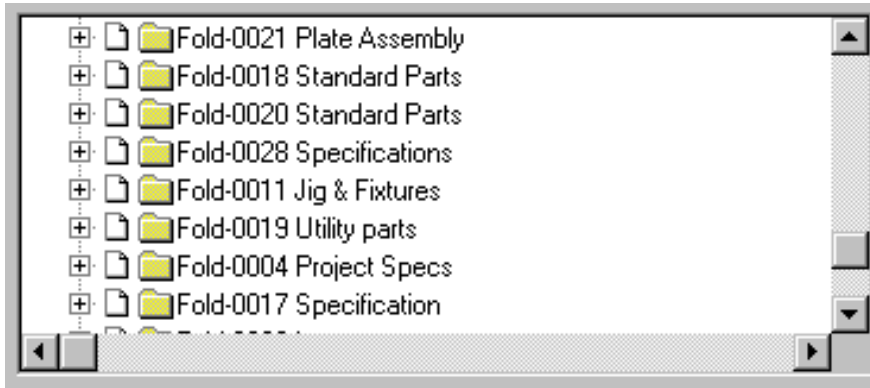 Fold-0021 Plate Assembly
Fold-0018 Standard Parts
Fold-0020 Standard Parts
Fold-0028 Specifications
Fold-0011 Jig & Fixtures
Fold-0019 Utility parts
Fold-0004 Project Specs
Fold-0017 Specification